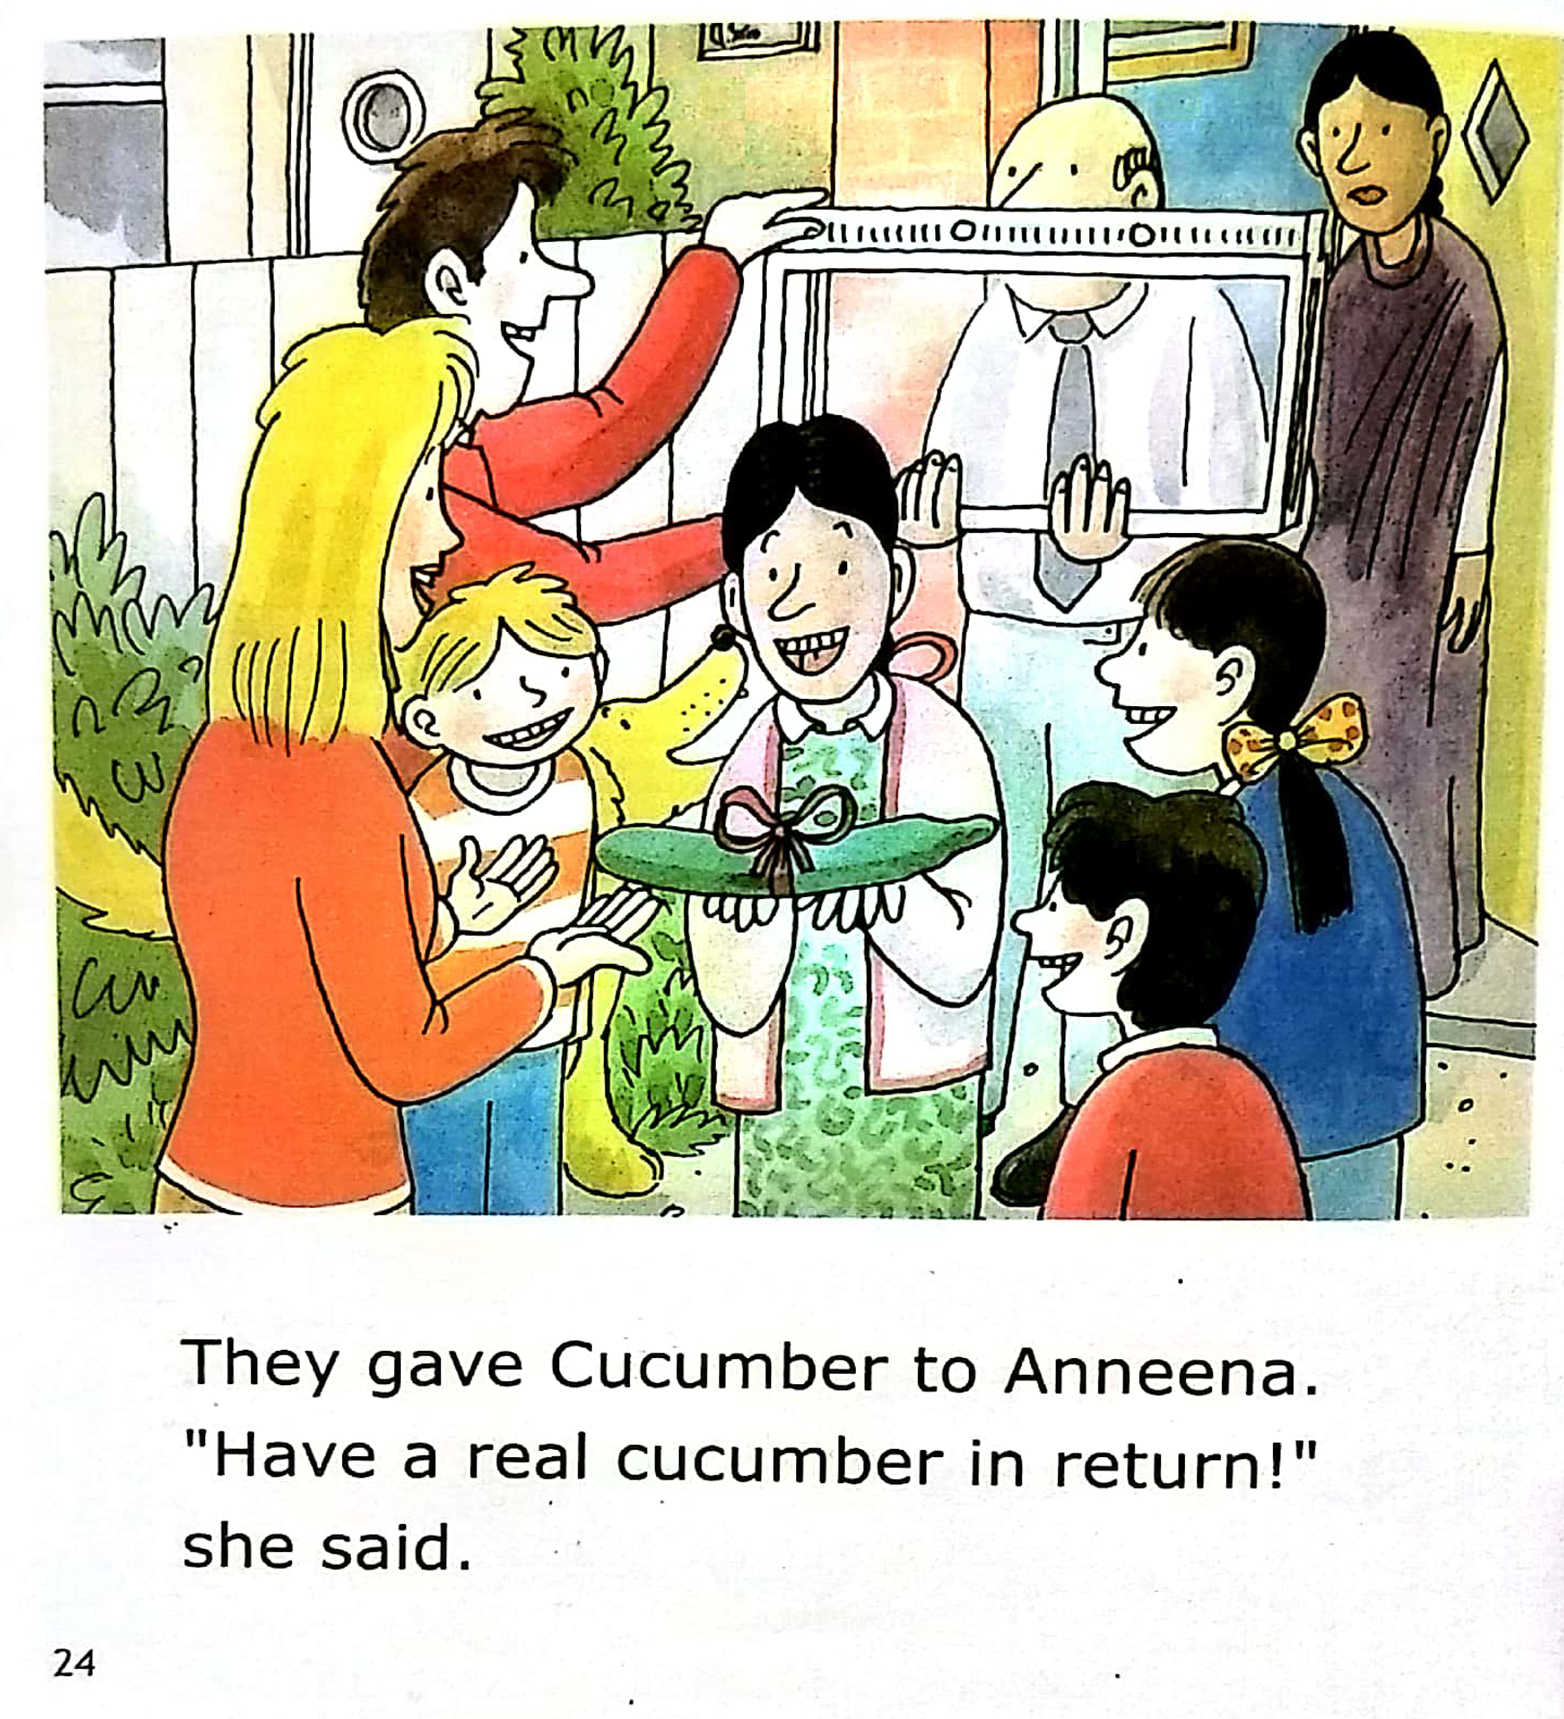 They gave Cucumber to Anneena.
"Have a real cucumber in return!"
she said.
24